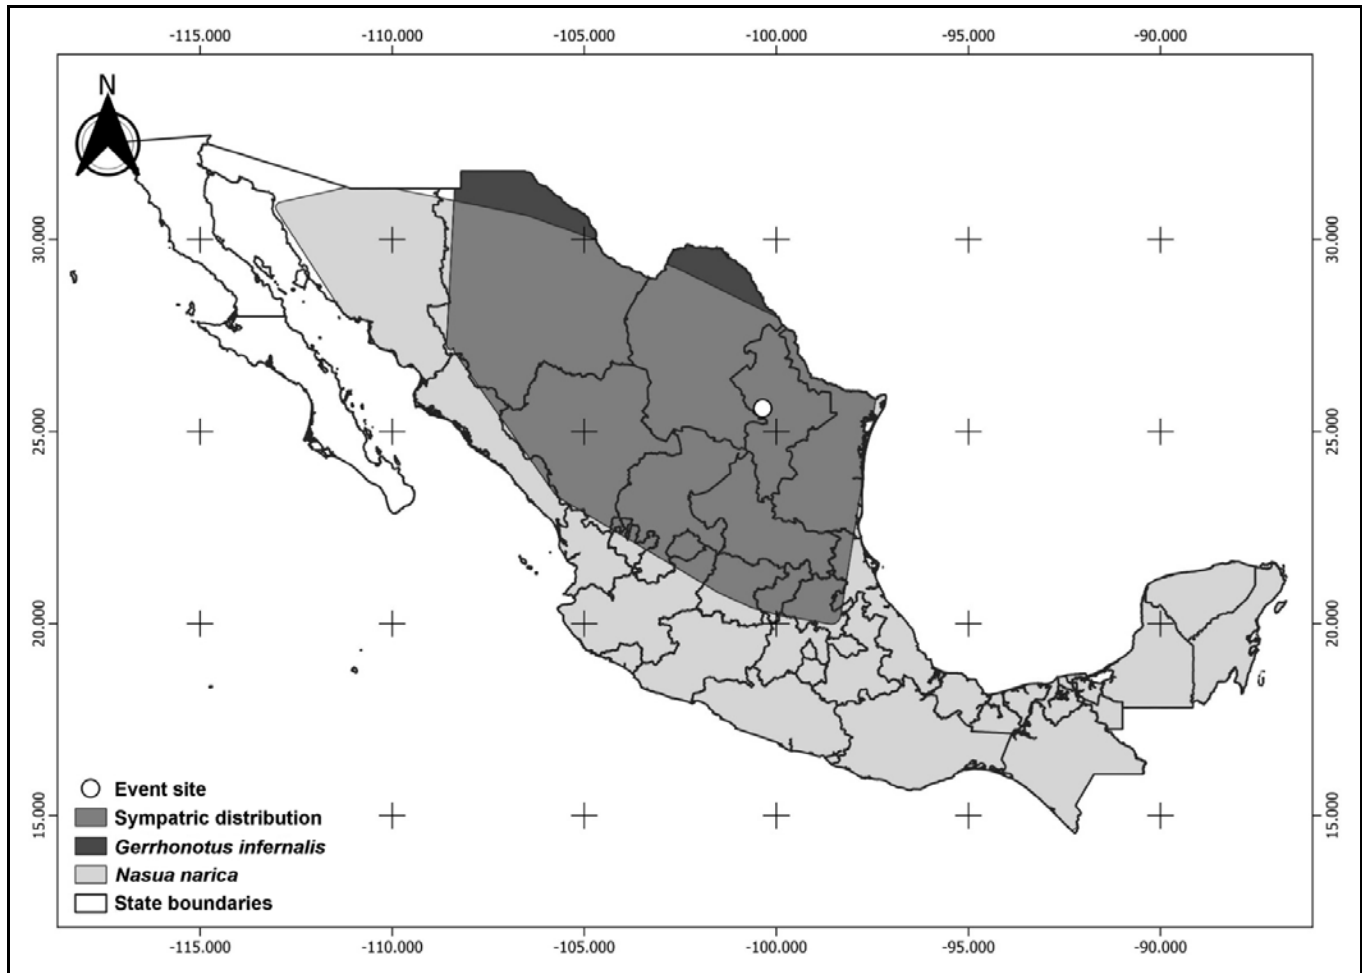 -115.000 -110.000 -105.000 -100.000 -95.000 -90.000
N
30.000 30.000
25.000 25.000
20.000 20.000
15.000 15.000
Event site
Sympatric distribution
Gerrhonotus infernalis
Nasua narica
State boundaries
-115.000 -110.000 -105.000 -100.000 -95.000 -90.000